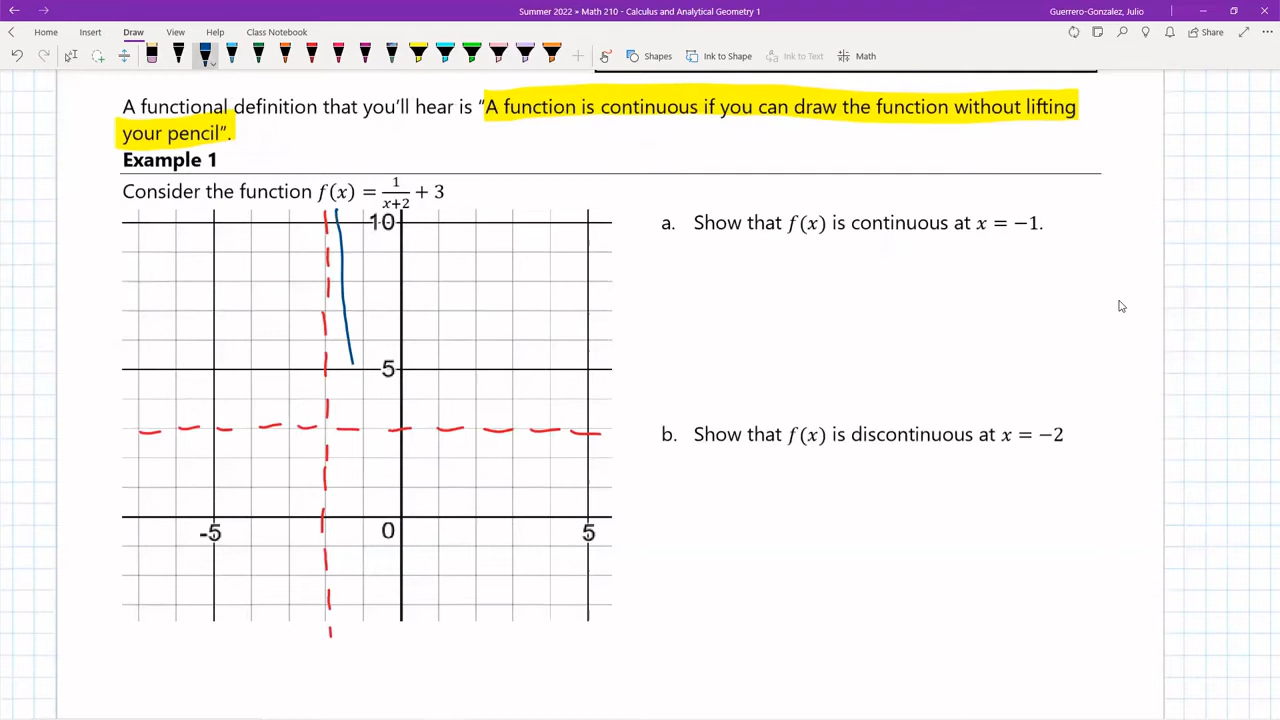 Summer 2022 » Math 210 - Calculus and Analytical Geometry 1
Guerrero-Gonzalez, Julio
Home Insert Draw View Class Notebook
Share
Shapes Ink to Shape Ink to Text Math
A functional definition that you'll hear is “A function is continuous if you can draw the function without lifting
your pencil”.
Example 1
Consider the function f(x) = 1/(x+2) + 3
a. Show that f(x) is continuous at x = −1.
b. Show that f(x) is discontinuous at x = −2
10
5
-5 0 5